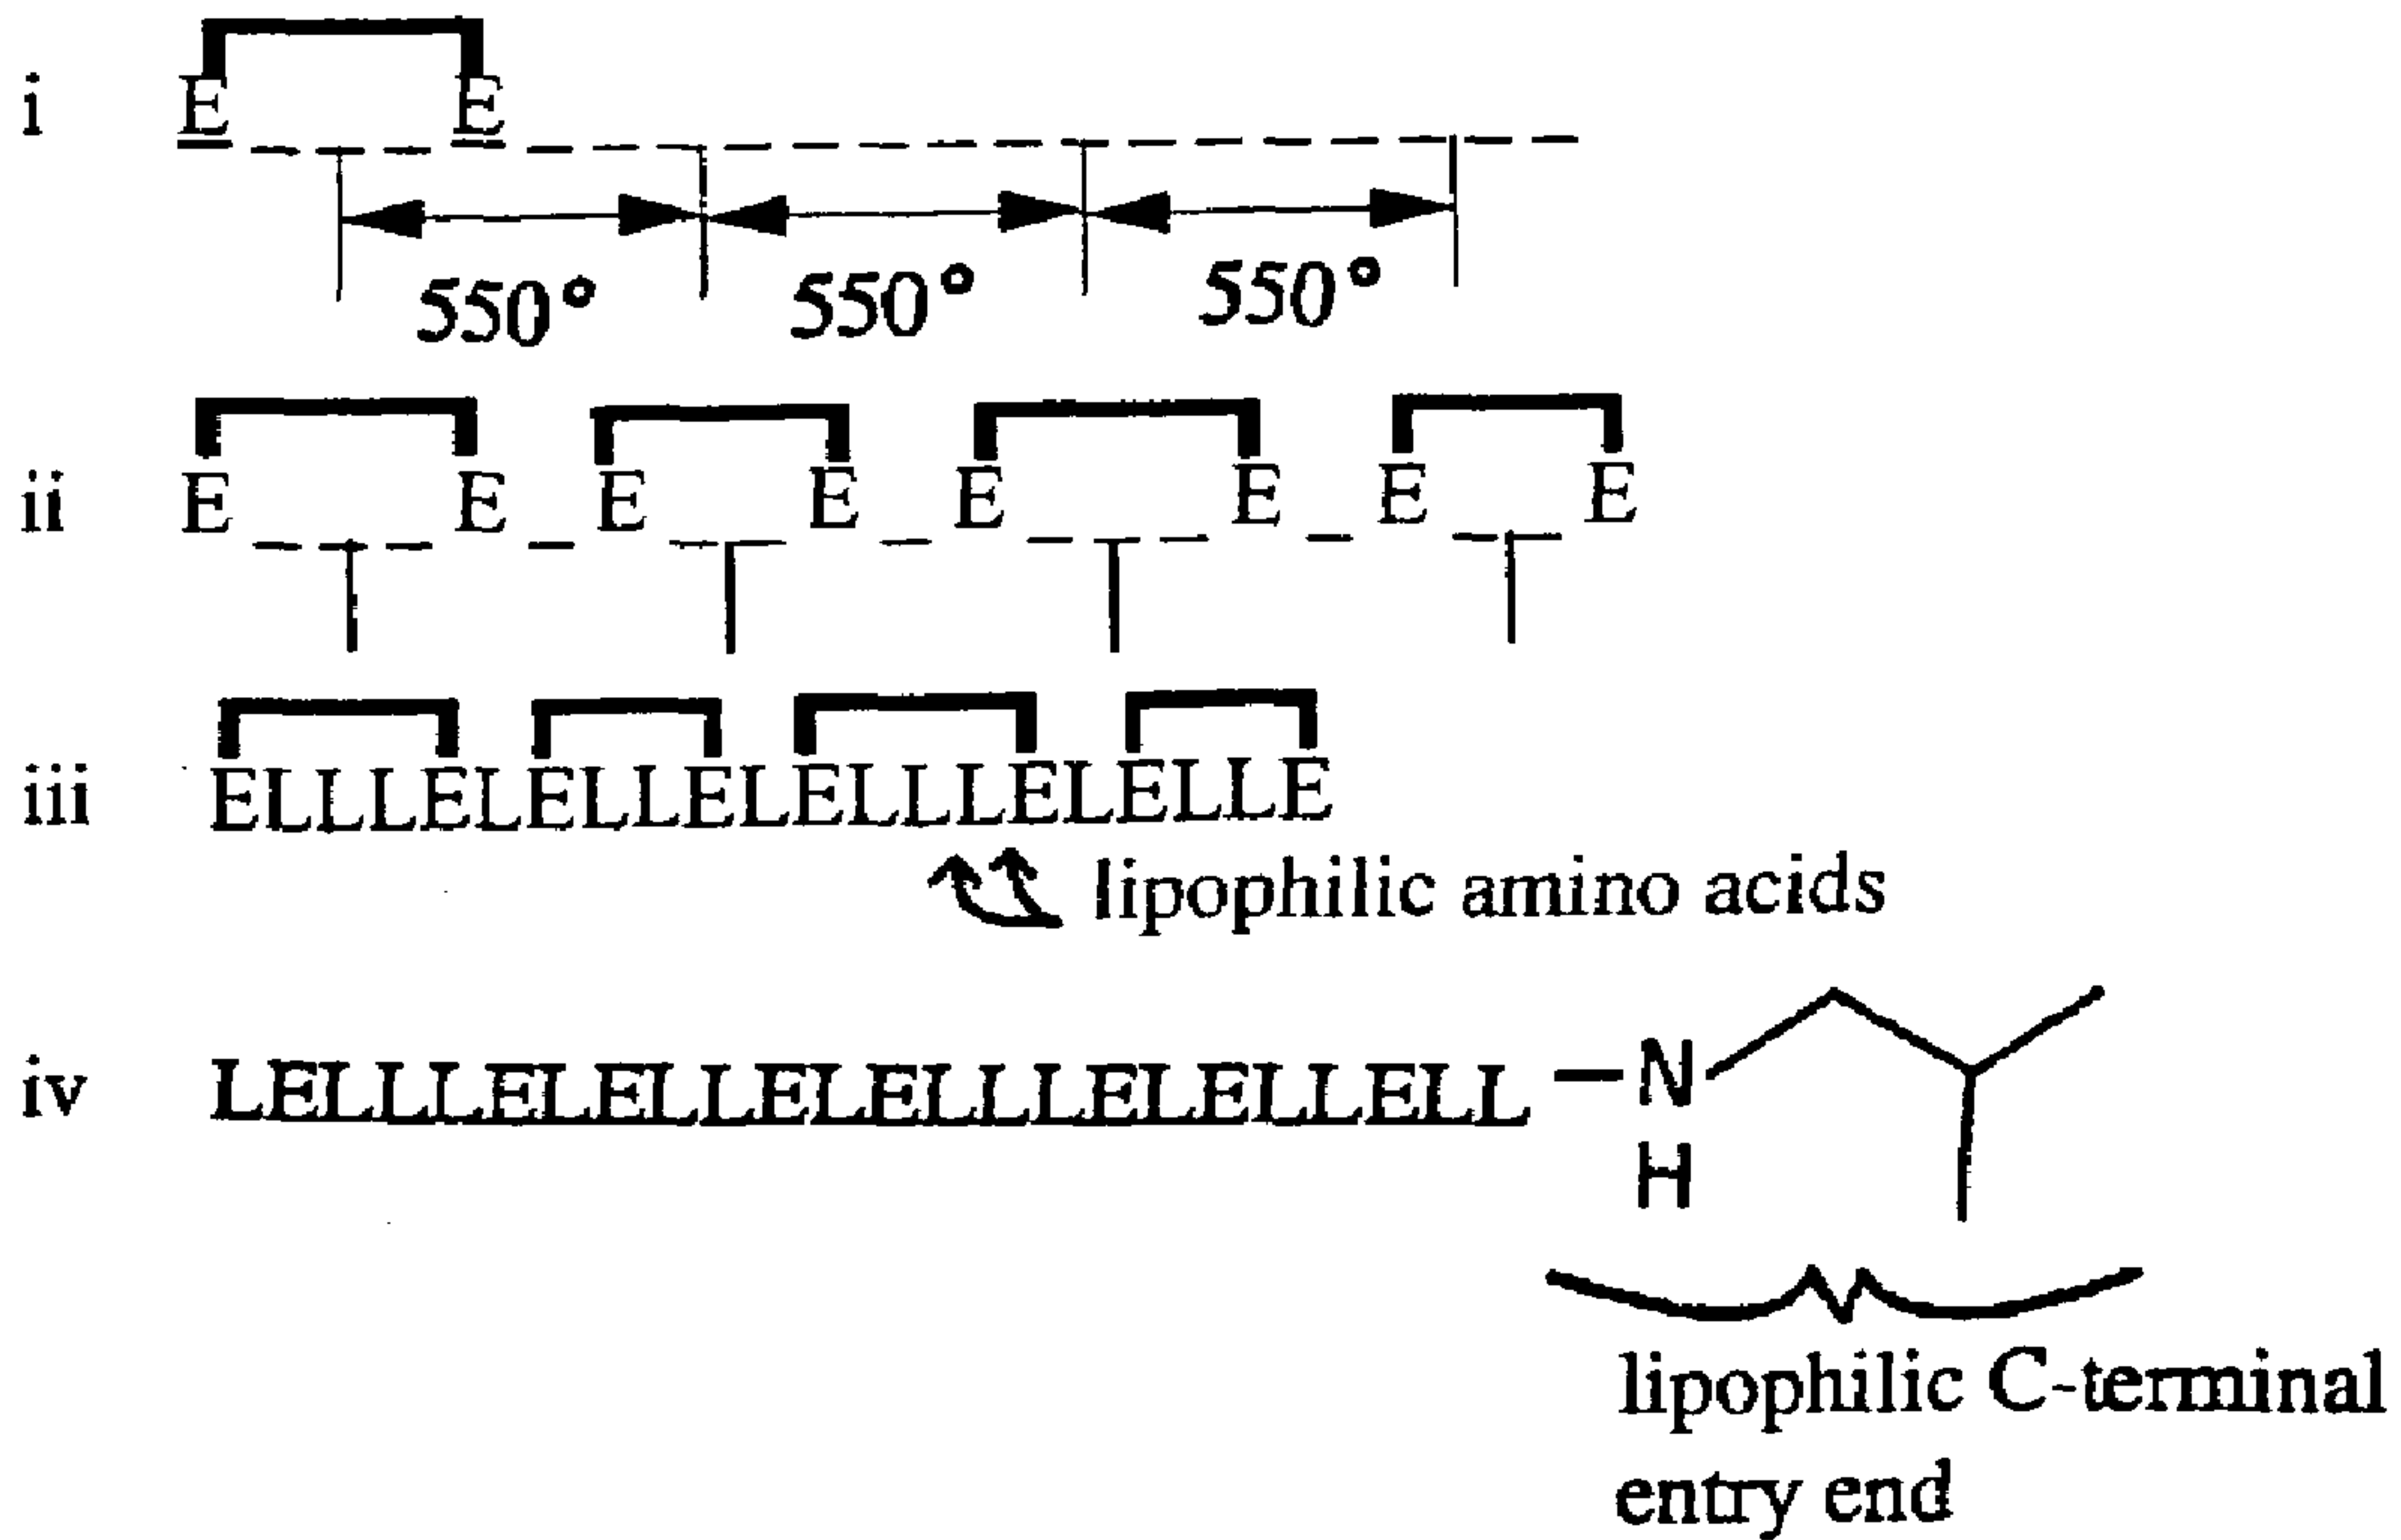 i E E
550° 550° 550°
ii E E E E E E E E
iii ELLLELELLELELLLELELLE
lipophilic amino acids
iv LELLLELELLELELLLELELLELL N
H
lipophilic C-terminal
entry end